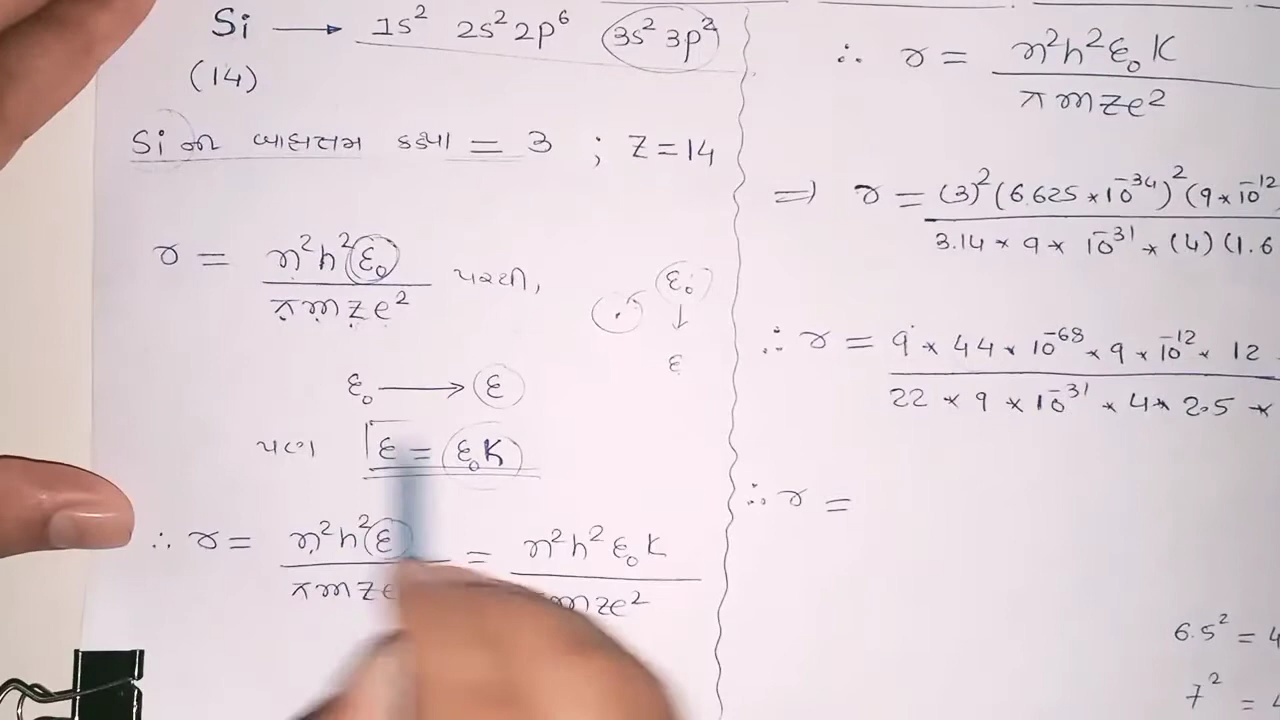 Si → 1s² 2s² 2p⁶ 3s² 3p²
(14)
Si ના બાહ્યતમ કક્ષા = 3 ; Z = 14
r = n²h²ε₀ / πmze² પરથી,
ε₀
↓
ε
ε₀ → ε
પણ ε = ε₀K
∴ r = n²h²ε / πmze = n²h²ε₀K / mze²
∴ r = n²h²ε₀K / πmze²
⇒ r = (3)² (6.625 * 10⁻³⁴)² (9 * 10⁻¹² / 3.14 * 9 * 10⁻³¹ * (4) (1.6
∴ r = 9 * 44 * 10⁻⁶⁸ * 9 * 10⁻¹² * 12 / 22 * 9 * 10⁻³¹ * 4 * 2.5 *
∴ r =
6.5² = 4
7² = 4